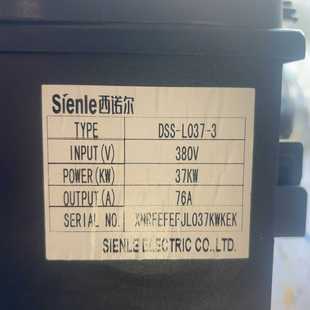 Sienle西诺尔
TYPE DSS-L037-3
INPUT(V) 380V
POWER(KW) 37KW
OUTPUT(A) 76A
SERIAL NO.
SIENLE ELECTRIC CO.,LTD.